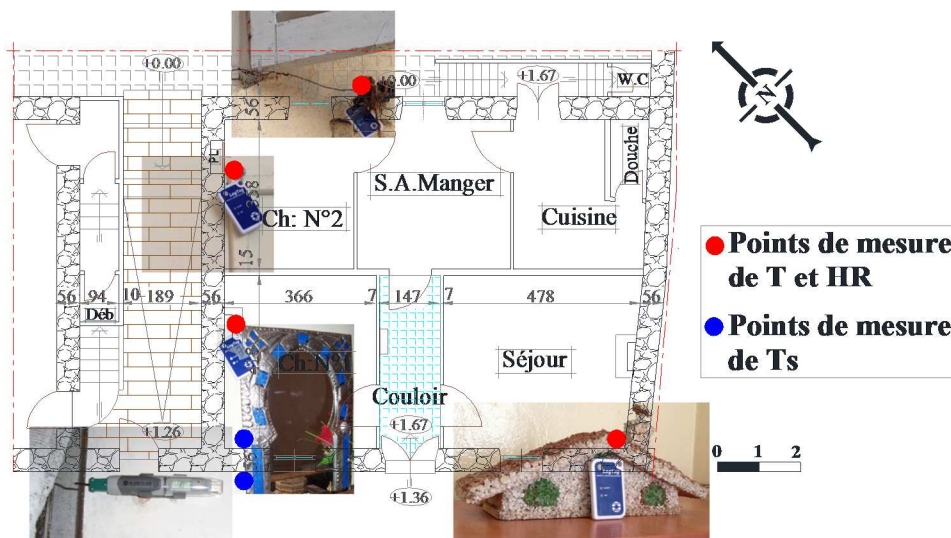 +0.00
+0.00
+1.67
W.C
N
56
PL
Douche
S.A.Manger
Ch: N°2
Cuisine
15
56 94 10 189 56 366 7 147 7 478 56
Déb
Séjour
Couloir
+1.67
+1.26
+1.36
Points de mesure
de T et HR
Points de mesure
de Ts
0 1 2